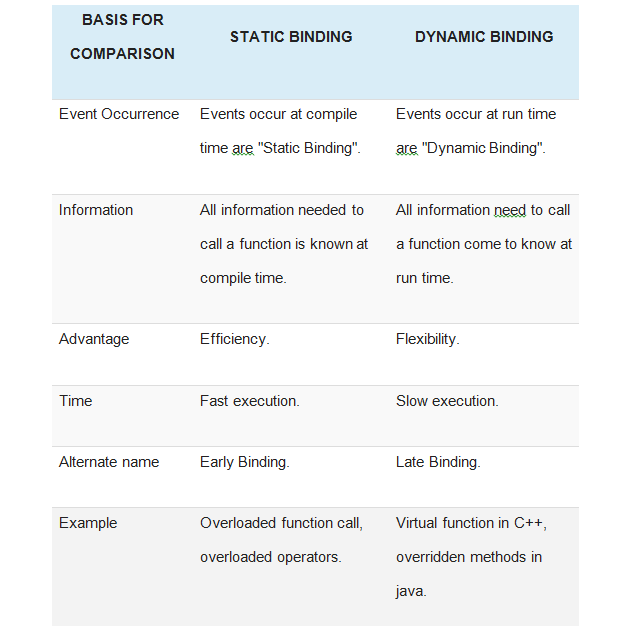 BASIS FOR
COMPARISON
STATIC BINDING
DYNAMIC BINDING
Event Occurrence
Events occur at compile
time are "Static Binding".
Events occur at run time
are "Dynamic Binding".
Information
All information needed to
call a function is known at
compile time.
All information need to call
a function come to know at
run time.
Advantage
Efficiency.
Flexibility.
Time
Fast execution.
Slow execution.
Alternate name
Early Binding.
Late Binding.
Example
Overloaded function call,
overloaded operators.
Virtual function in C++,
overridden methods in
java.